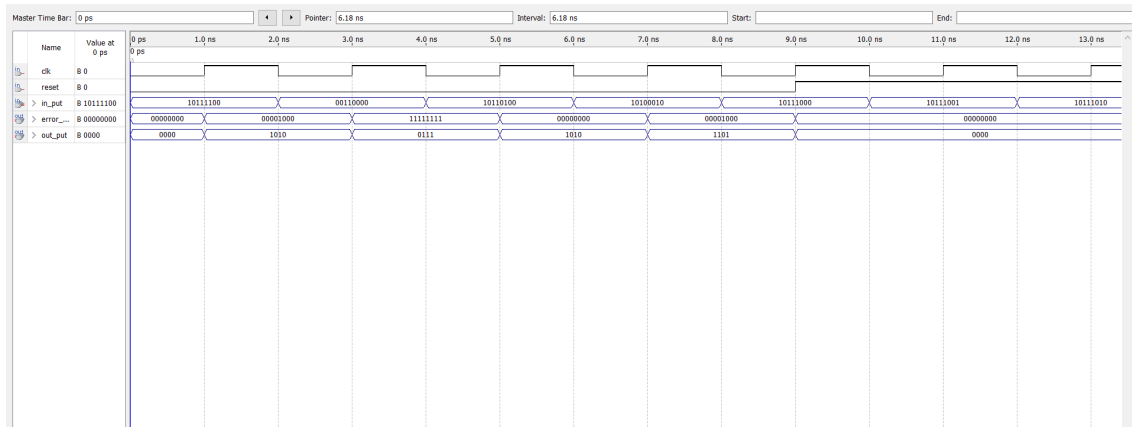 Master Time Bar: 0 ps Pointer: 6.18 ns Interval: 6.18 ns Start: End:
Name Value at 0 ps 0 ps 1.0 ns 2.0 ns 3.0 ns 4.0 ns 5.0 ns 6.0 ns 7.0 ns 8.0 ns 9.0 ns 10.0 ns 11.0 ns 12.0 ns 13.0 ns
0 ps
clk B 0
reset B 0
> in_put B 10111100 10111100 00110000 10110100 10100010 10111000 10111001 10111010
> error_... B 00000000 00000000 00001000 11111111 00000000 00001000 00000000
> out_put B 0000 0000 1010 0111 1010 1101 0000